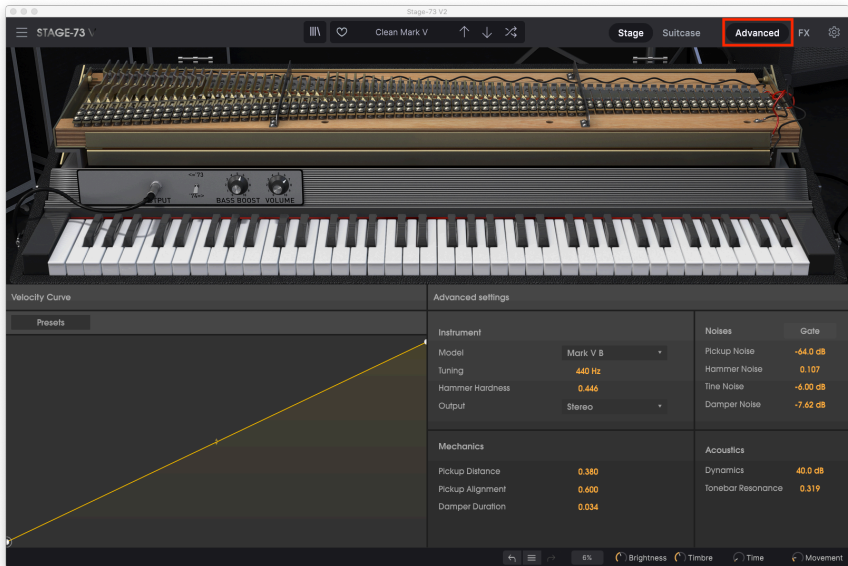 Stage-73 V2
STAGE-73 V
Clean Mark V
Stage
Suitcase
Advanced
FX
BASS BOOST
VOLUME
Velocity Curve
Presets
Advanced settings
Instrument
Model Mark V B
Tuning 440 Hz
Hammer Hardness 0.446
Output Stereo
Noises Gate
Pickup Noise -64.0 dB
Hammer Noise 0.107
Tine Noise -6.00 dB
Damper Noise -7.62 dB
Mechanics
Pickup Distance 0.380
Pickup Alignment 0.600
Damper Duration 0.034
Acoustics
Dynamics 40.0 dB
Tonebar Resonance 0.319
6%
Brightness
Timbre
Time
Movement